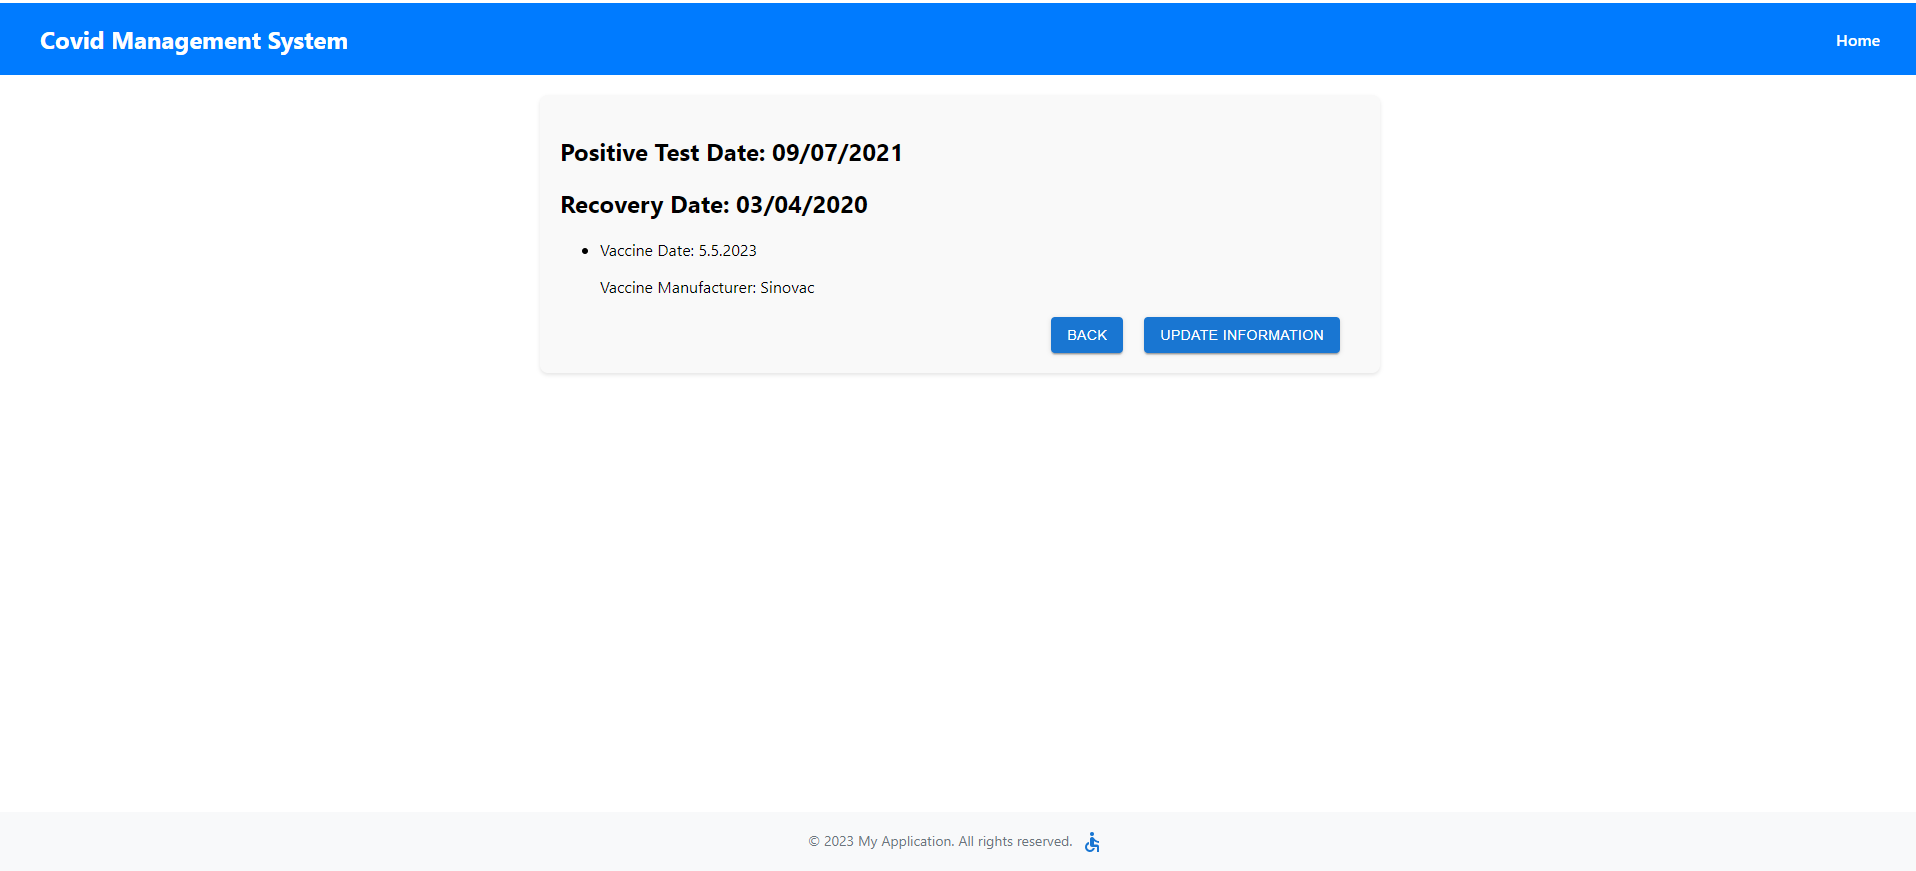 Covid Management System
Home
Positive Test Date: 09/07/2021
Recovery Date: 03/04/2020
Vaccine Date: 5.5.2023
Vaccine Manufacturer: Sinovac
BACK
UPDATE INFORMATION
© 2023 My Application. All rights reserved.